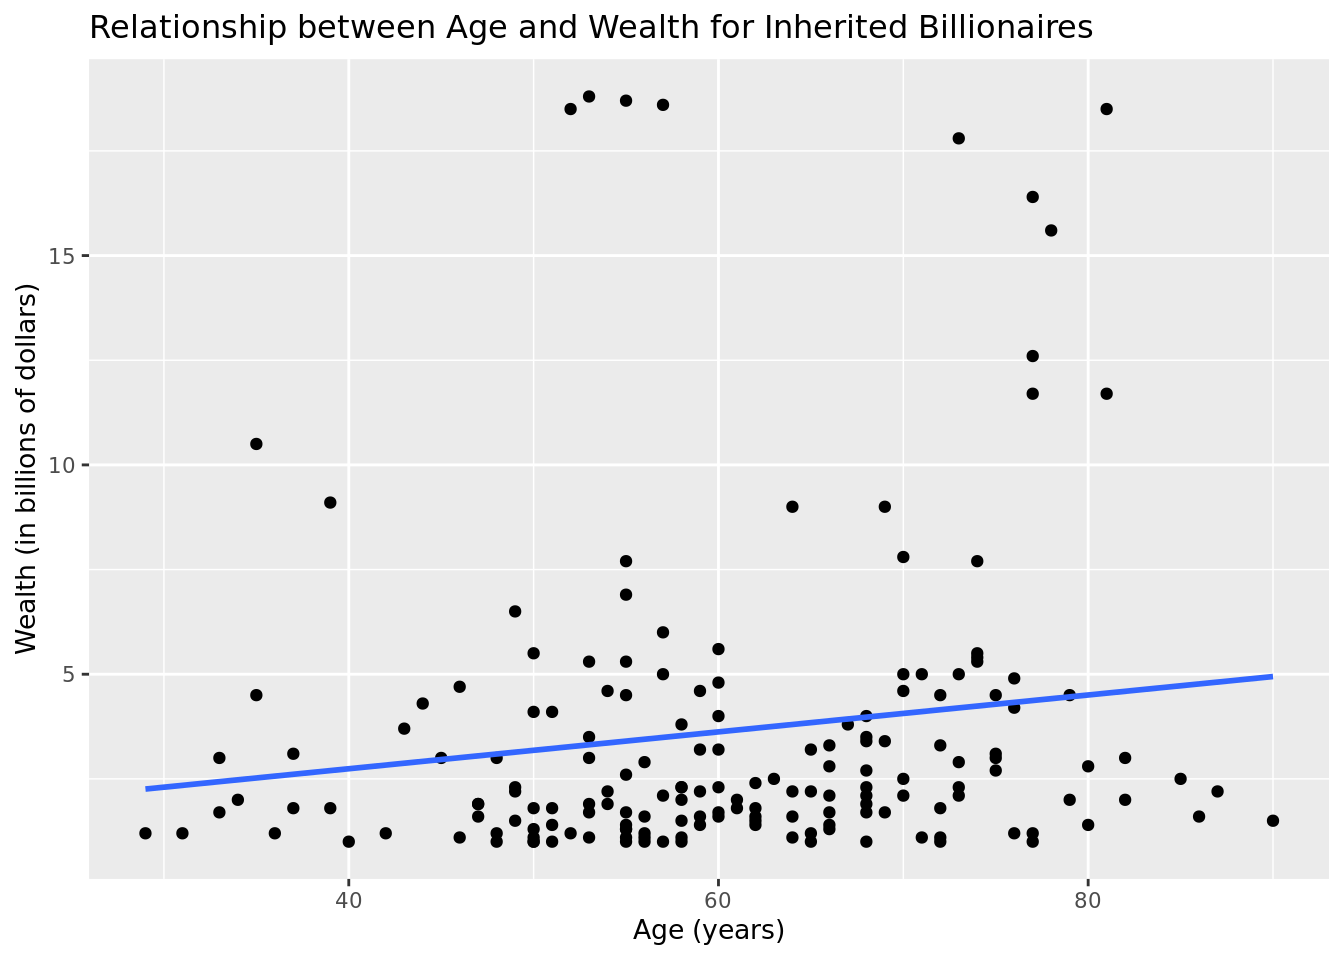 Relationship between Age and Wealth for Inherited Billionaires
Wealth (in billions of dollars)
15
10
5
40
60
80
Age (years)